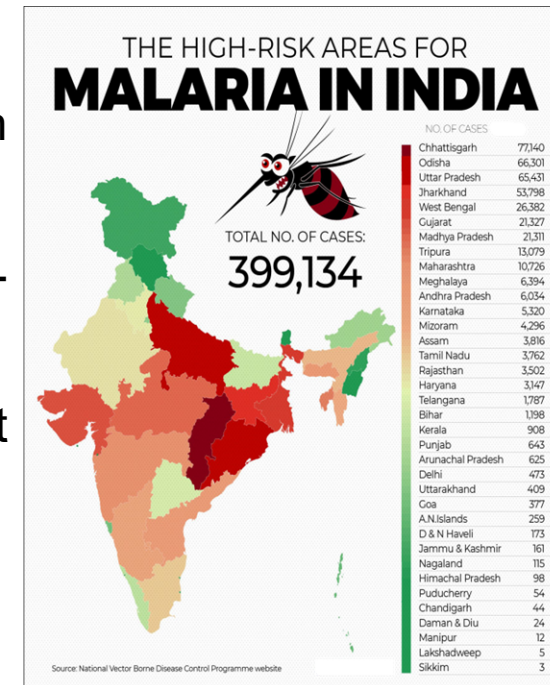 THE HIGH-RISK AREAS FOR
MALARIA IN INDIA
NO. OF CASES
TOTAL NO. OF CASES:
399,134
Chhattisgarh 77,140
Odisha 66,301
Uttar Pradesh 65,431
Jharkhand 53,798
West Bengal 26,382
Gujarat 21,327
Madhya Pradesh 21,311
Tripura 13,079
Maharashtra 10,726
Meghalaya 6,394
Andhra Pradesh 6,034
Karnataka 5,320
Mizoram 4,296
Assam 3,816
Tamil Nadu 3,762
Rajasthan 3,502
Haryana 3,147
Telangana 1,787
Bihar 1,198
Kerala 908
Punjab 643
Arunachal Pradesh 625
Delhi 473
Uttarakhand 409
Goa 377
A.N.Islands 259
D & N Haveli 173
Jammu & Kashmir 161
Nagaland 115
Himachal Pradesh 98
Puducherry 54
Chandigarh 44
Daman & Diu 24
Manipur 12
Lakshadweep 5
Sikkim 3
Source: National Vector Borne Disease Control Programme website